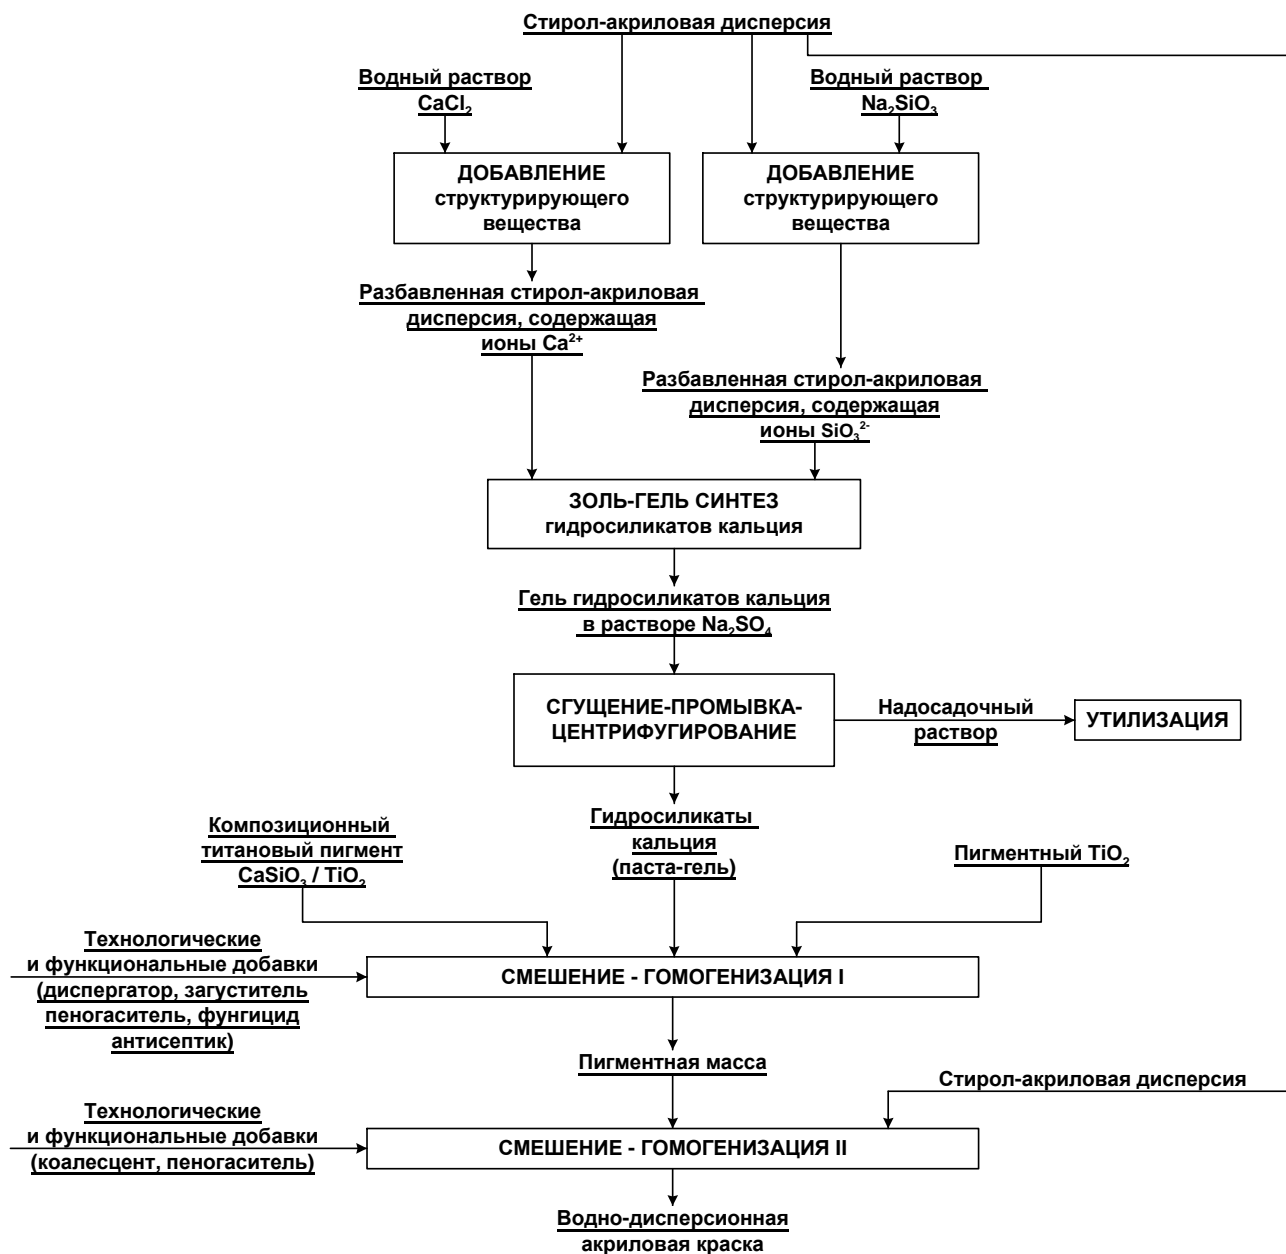 Стирол-акриловая дисперсия
Водный раствор
CaCl₂
Водный раствор
Na₂SiO₃
ДОБАВЛЕНИЕ
структурирующего
вещества
ДОБАВЛЕНИЕ
структурирующего
вещества
Разбавленная стирол-акриловая
дисперсия, содержащая
ионы Ca²⁺
Разбавленная стирол-акриловая
дисперсия, содержащая
ионы SiO₃²⁻
ЗОЛЬ-ГЕЛЬ СИНТЕЗ
гидросиликатов кальция
Гель гидросиликатов кальция
в растворе Na₂SO₄
СГУЩЕНИЕ-ПРОМЫВКА-
ЦЕНТРИФУГИРОВАНИЕ
Надосадочный
раствор
УТИЛИЗАЦИЯ
Гидросиликаты
кальция
(паста-гель)
Композиционный
титановый пигмент
CaSiO₃ / TiO₂
Пигментный TiO₂
Технологические
и функциональные добавки
(диспергатор, загуститель
пеногаситель, фунгицид
антисептик)
СМЕШЕНИЕ - ГОМОГЕНИЗАЦИЯ I
Пигментная масса
Стирол-акриловая дисперсия
Технологические
и функциональные добавки
(коалесцент, пеногаситель)
СМЕШЕНИЕ - ГОМОГЕНИЗАЦИЯ II
Водно-дисперсионная
акриловая краска